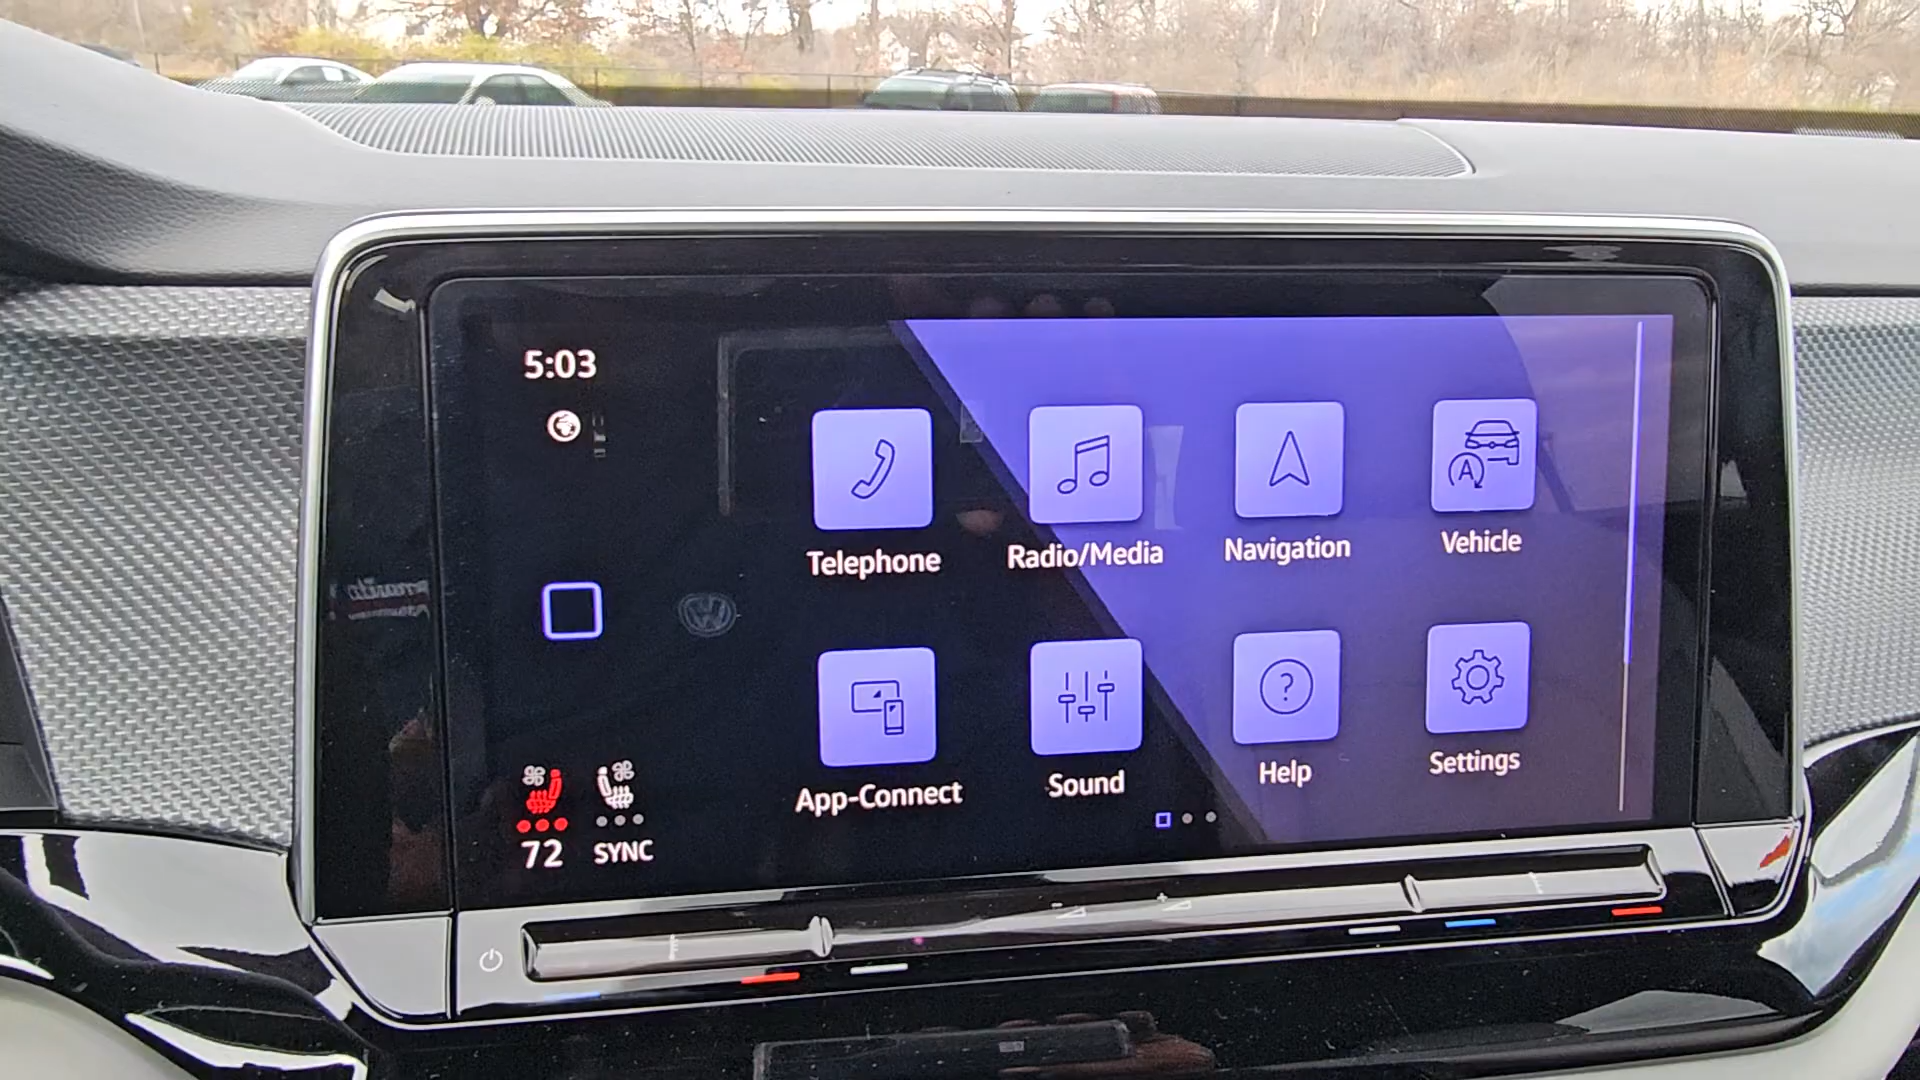 5:03
Telephone
Radio/Media
Navigation
A
Vehicle
App-Connect
Sound
?
Help
Settings
72
SYNC